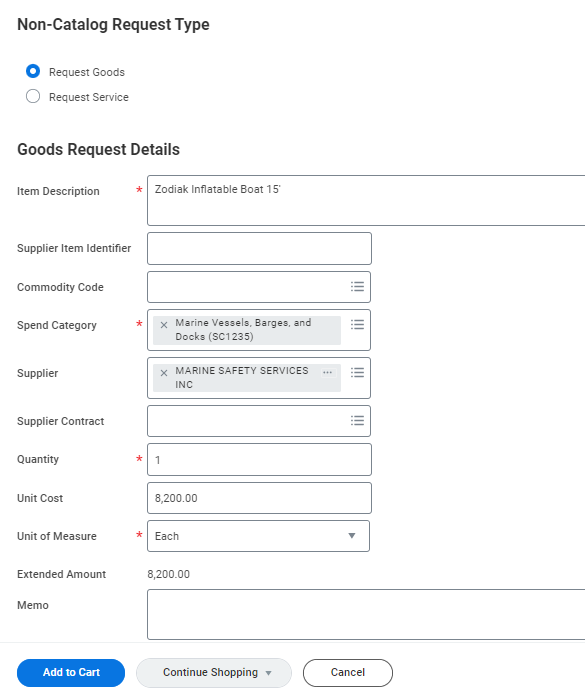 Non-Catalog Request Type
Request Goods
Request Service
Goods Request Details
Item Description * Zodiak Inflatable Boat 15'
Supplier Item Identifier
Commodity Code
Spend Category * × Marine Vessels, Barges, and
Docks (SC1235)
Supplier × MARINE SAFETY SERVICES ...
INC
Supplier Contract
Quantity * 1
Unit Cost 8,200.00
Unit of Measure * Each
Extended Amount 8,200.00
Memo
Add to Cart Continue Shopping Cancel